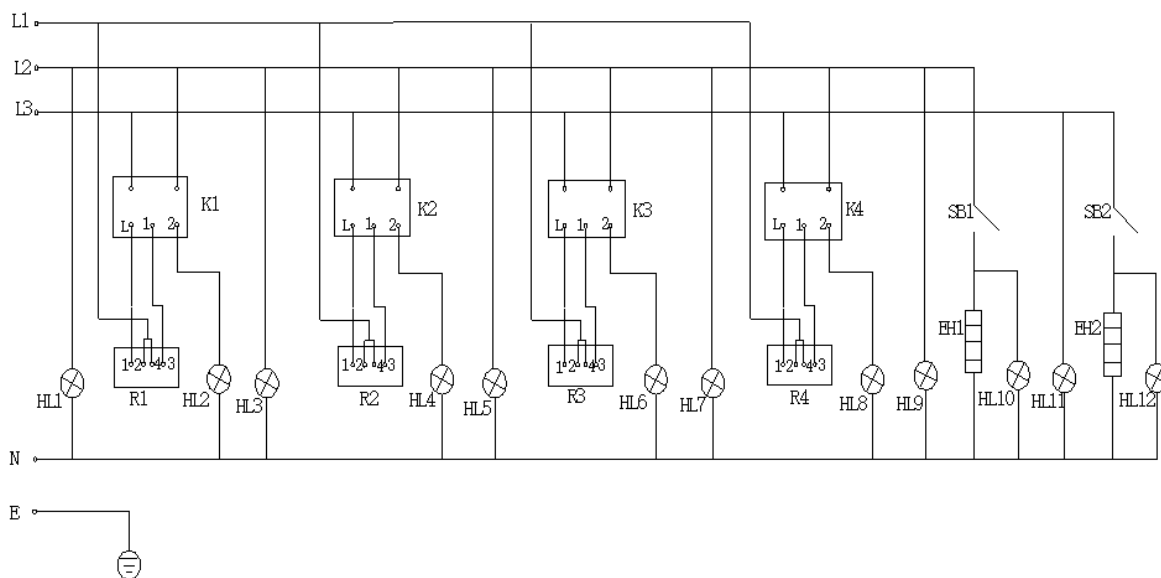 L1
L2
L3
K1 K2 K3 K4 SB1 SB2
L 1 2 L 1 2 L 1 2 L 1 2
EH1 EH2
1 2 4 3 1 2 4 3 1 2 4 3 1 2 4 3
HL1 R1 HL2 HL3 R2 HL4 HL5 R3 HL6 HL7 R4 HL8 HL9 HL10 HL11 HL12
N
E